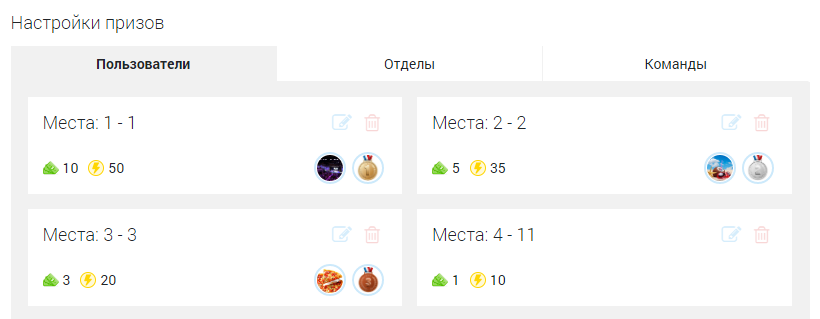 Настройки призов
Пользователи
Отделы
Команды
Места: 1 - 1
10 50
Места: 2 - 2
5 35
Места: 3 - 3
3 20
Места: 4 - 11
1 10